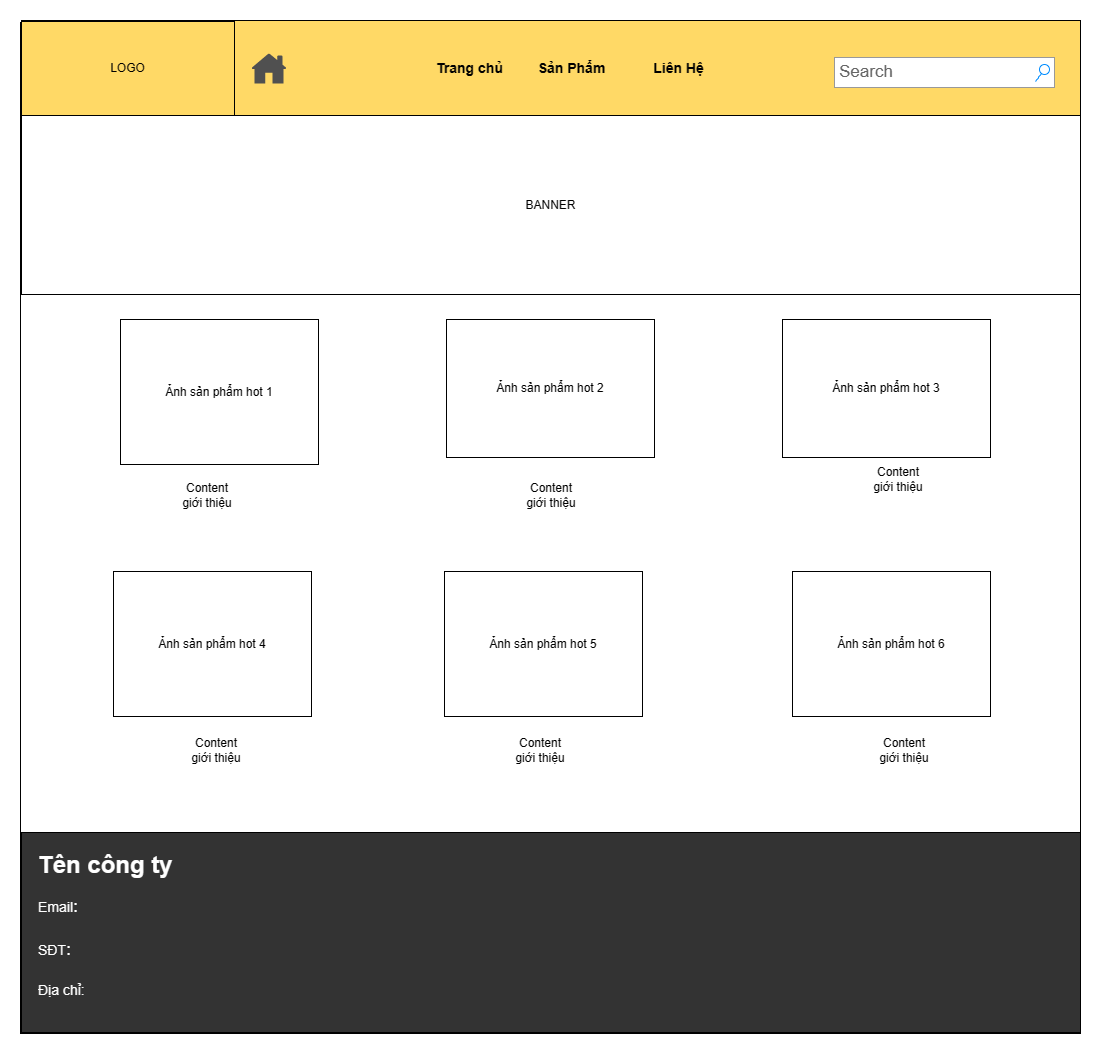 LOGO
Trang chủ
Sản Phẩm
Liên Hệ
Search
BANNER
Ảnh sản phẩm hot 1
Ảnh sản phẩm hot 2
Ảnh sản phẩm hot 3
Content
giới thiệu
Content
giới thiệu
Content
giới thiệu
Ảnh sản phẩm hot 4
Ảnh sản phẩm hot 5
Ảnh sản phẩm hot 6
Content
giới thiệu
Content
giới thiệu
Content
giới thiệu
Tên công ty
Email:
SĐT:
Địa chỉ: